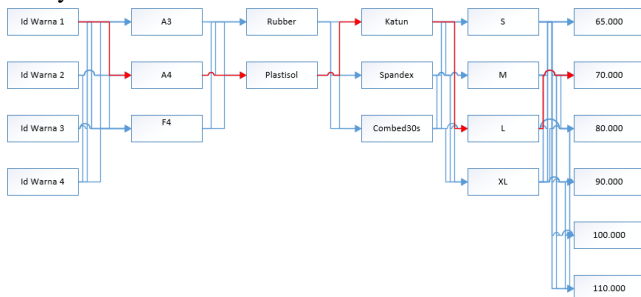 Id Warna 1 A3 Rubber Katun S 65.000
Id Warna 2 A4 Plastisol Spandex M 70.000
Id Warna 3 F4 Combed30s L 80.000
Id Warna 4 XL 90.000
100.000
110.000